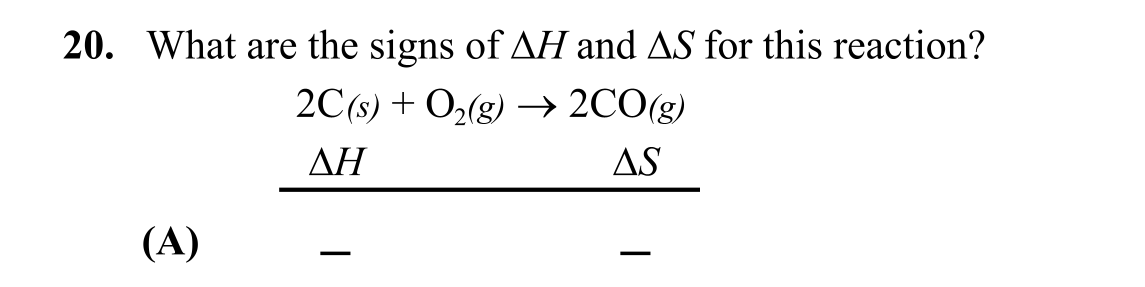 20. What are the signs of ΔH and ΔS for this reaction?
2C(s) + O₂(g) → 2CO(g)
ΔH ΔS
(A) – –